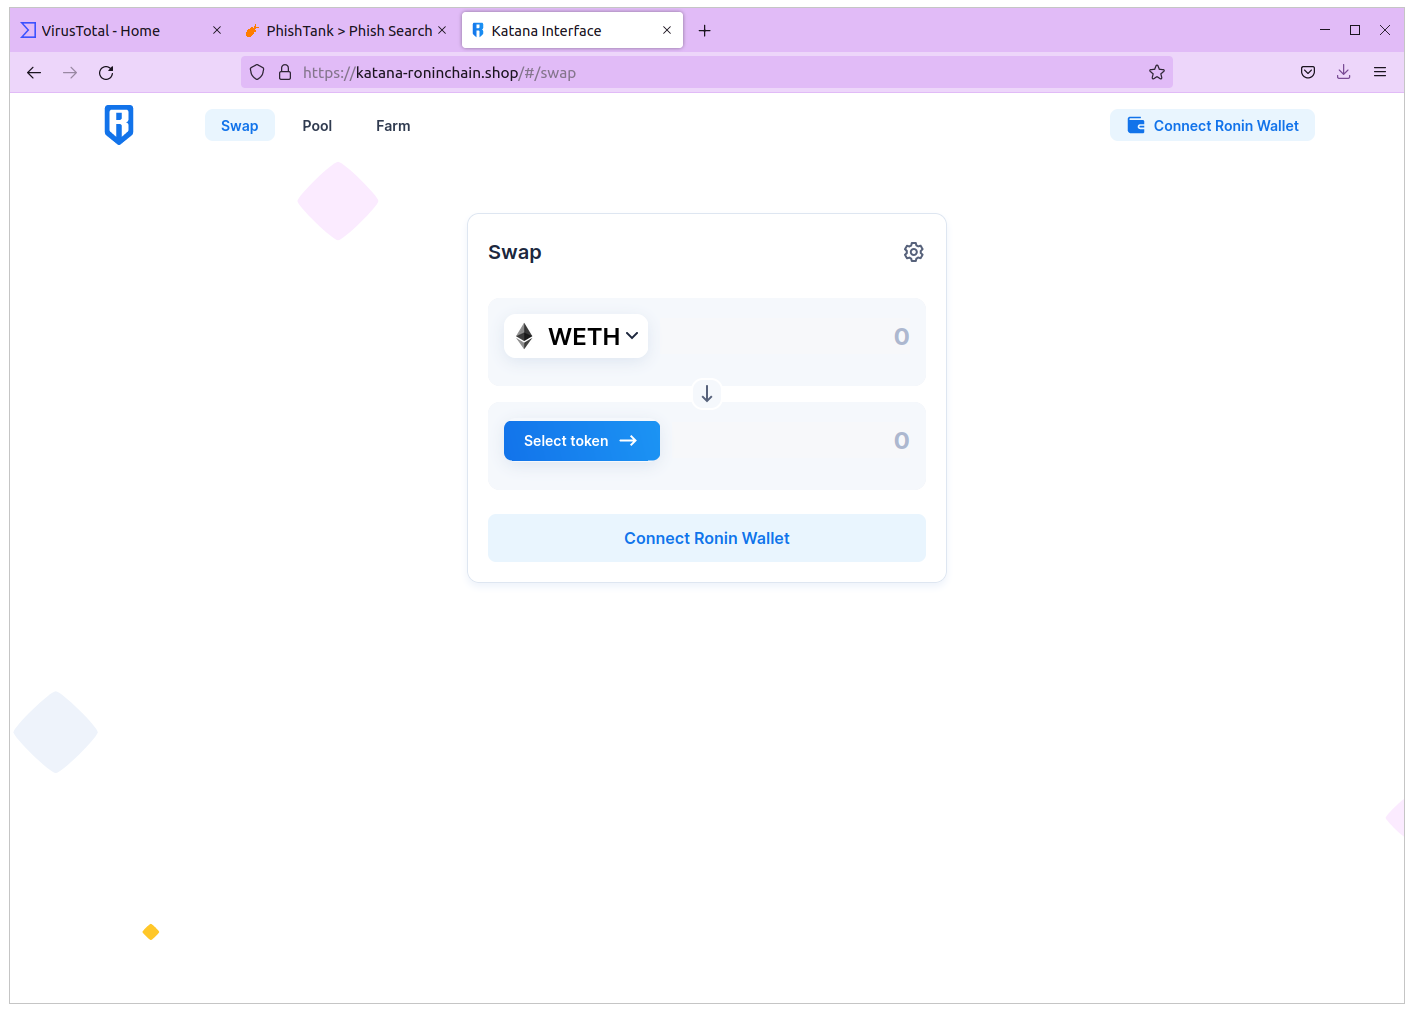 VirusTotal - Home
PhishTank > Phish Search
Katana Interface
https://katana-roninchain.shop/#/swap
Swap
Pool
Farm
Connect Ronin Wallet
Swap
WETH
0
Select token
0
Connect Ronin Wallet